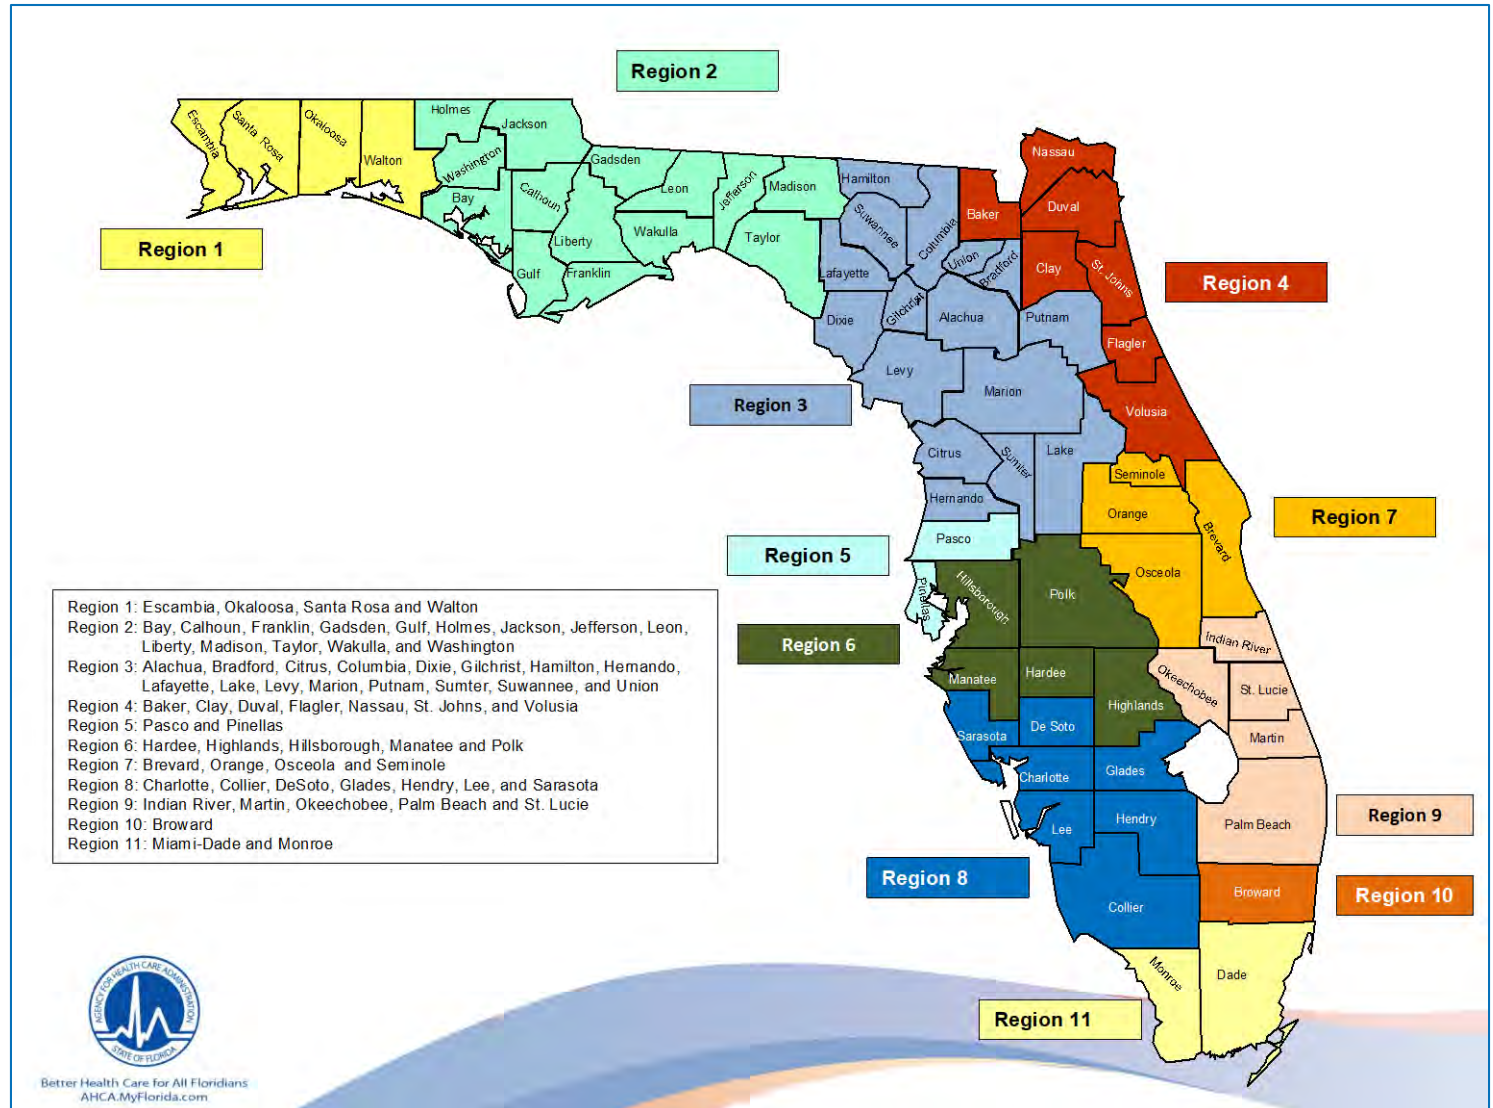 Region 2
Holmes
Jackson
Escambia
Santa Rosa
Okaloosa
Walton
Washington
Gadsden
Leon
Jefferson
Madison
Hamilton
Nassau
Bay
Calhoun
Liberty
Wakulla
Taylor
Suwannee
Columbia
Baker
Duval
Region 1
Gulf
Franklin
Lafayette
Union
Bradford
Clay
St. Johns
Region 4
Dixie
Gilchrist
Alachua
Putnam
Flagler
Levy
Marion
Region 3
Volusia
Citrus
Sumter
Lake
Seminole
Hernando
Orange
Brevard
Region 7
Pasco
Region 5
Osceola
Pinellas
Hillsborough
Polk
Region 6
Indian River
Manatee
Hardee
Okeechobee
St. Lucie
Highlands
Sarasota
De Soto
Martin
Charlotte
Glades
Lee
Hendry
Palm Beach
Region 9
Region 8
Collier
Broward
Region 10
Monroe
Dade
Region 11
Region 1: Escambia, Okaloosa, Santa Rosa and Walton
Region 2: Bay, Calhoun, Franklin, Gadsden, Gulf, Holmes, Jackson, Jefferson, Leon,
Liberty, Madison, Taylor, Wakulla, and Washington
Region 3: Alachua, Bradford, Citrus, Columbia, Dixie, Gilchrist, Hamilton, Hernando,
Lafayette, Lake, Levy, Marion, Putnam, Sumter, Suwannee, and Union
Region 4: Baker, Clay, Duval, Flagler, Nassau, St. Johns, and Volusia
Region 5: Pasco and Pinellas
Region 6: Hardee, Highlands, Hillsborough, Manatee and Polk
Region 7: Brevard, Orange, Osceola and Seminole
Region 8: Charlotte, Collier, DeSoto, Glades, Hendry, Lee, and Sarasota
Region 9: Indian River, Martin, Okeechobee, Palm Beach and St. Lucie
Region 10: Broward
Region 11: Miami-Dade and Monroe
AGENCY FOR HEALTH CARE ADMINISTRATION
STATE OF FLORIDA
Better Health Care for All Floridians
AHCA.MyFlorida.com